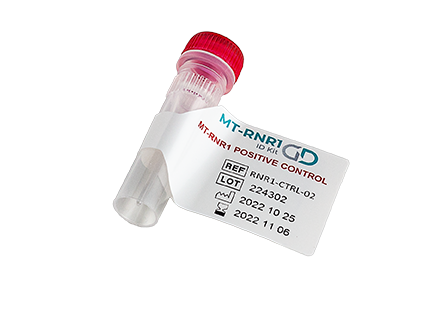 MT-RNR1
ID Kit
GD
MT-RNR1 POSITIVE CONTROL
REF RNR1-CTRL-02
LOT 224302
2022 10 25
2022 11 06